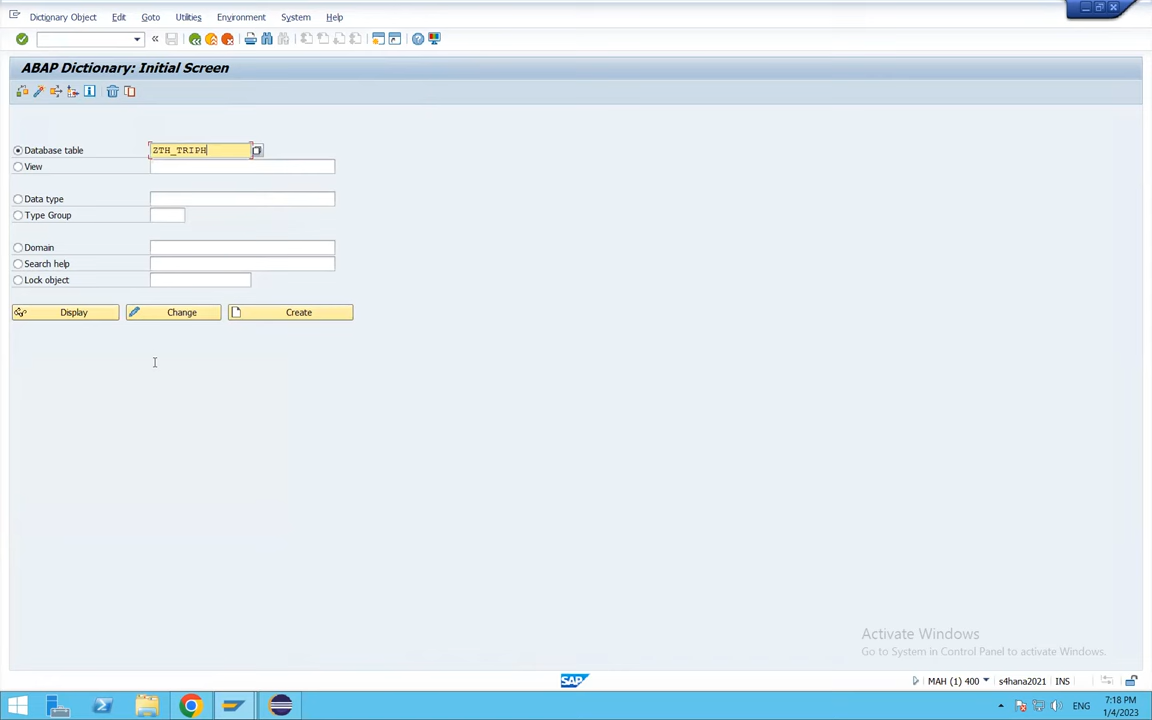 Dictionary Object Edit Goto Utilities Environment System Help
ABAP Dictionary: Initial Screen
Database table ZTH_TRIPH
View
Data type
Type Group
Domain
Search help
Lock object
Display Change Create
Activate Windows
Go to System in Control Panel to activate Windows.
SAP MAH (1) 400 s4hana2021 INS
ENG 7:18 PM
1/4/2023